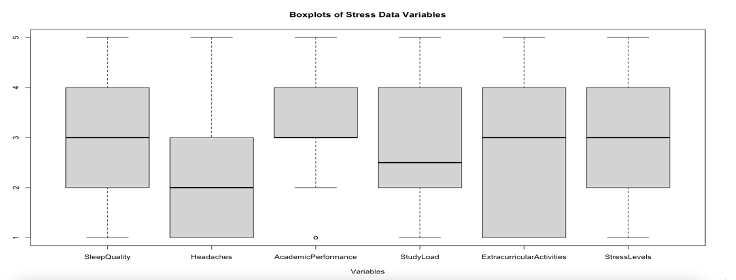 Boxplots of Stress Data Variables
5
4
3
2
1
SleepQuality Headaches AcademicPerformance StudyLoad ExtracurricularActivities StressLevels
Variables